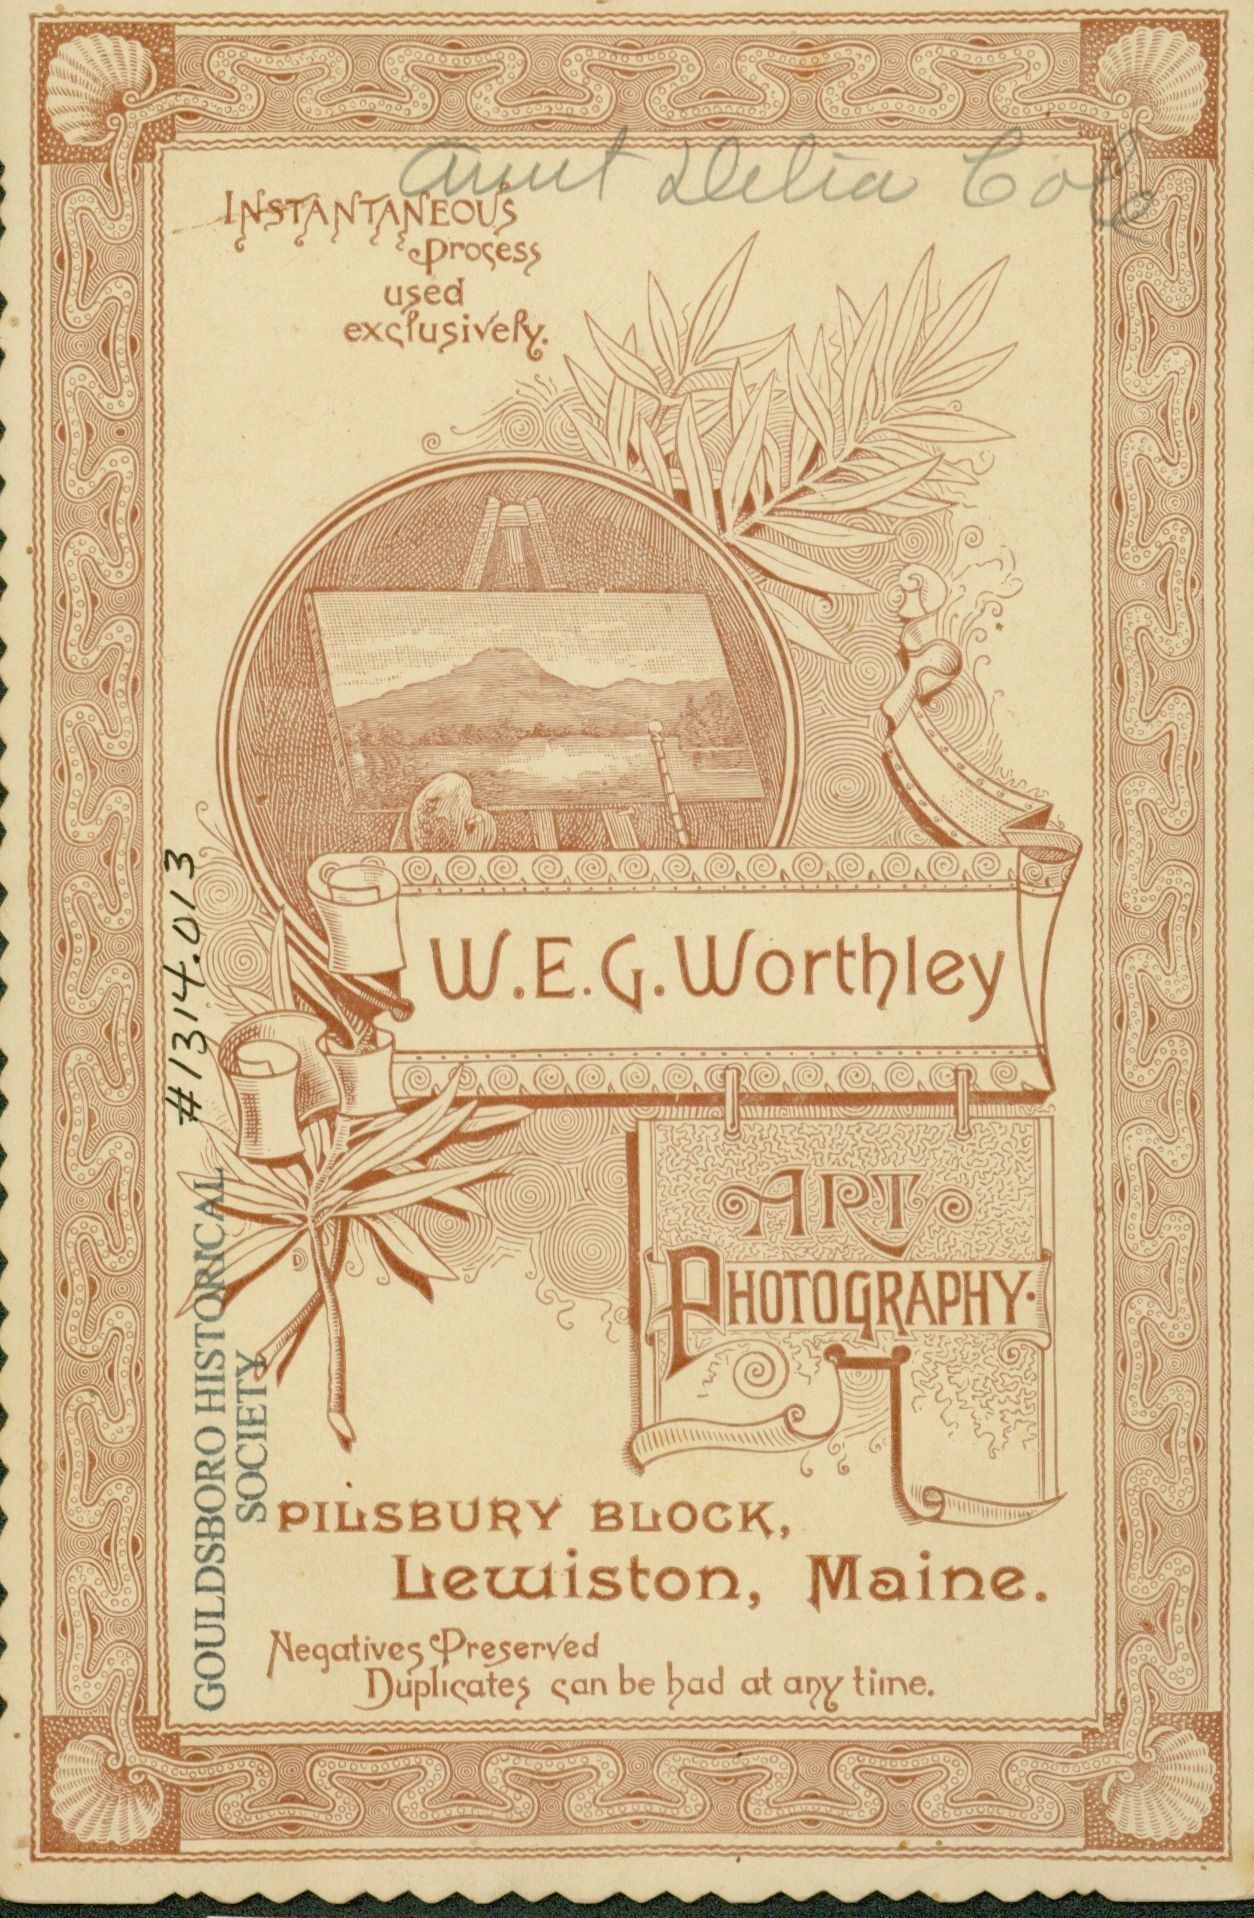 Aunt Delia Cole
INSTANTANEOUS
Process
used
exclusively.
W.E.G. Worthley
ART
PHOTOGRAPHY.
PILSBURY BLOCK,
Lewiston, Maine.
Negatives Preserved
Duplicates can be had at any time.
#1314.013
GOULDSBORO HISTORICAL
SOCIETY